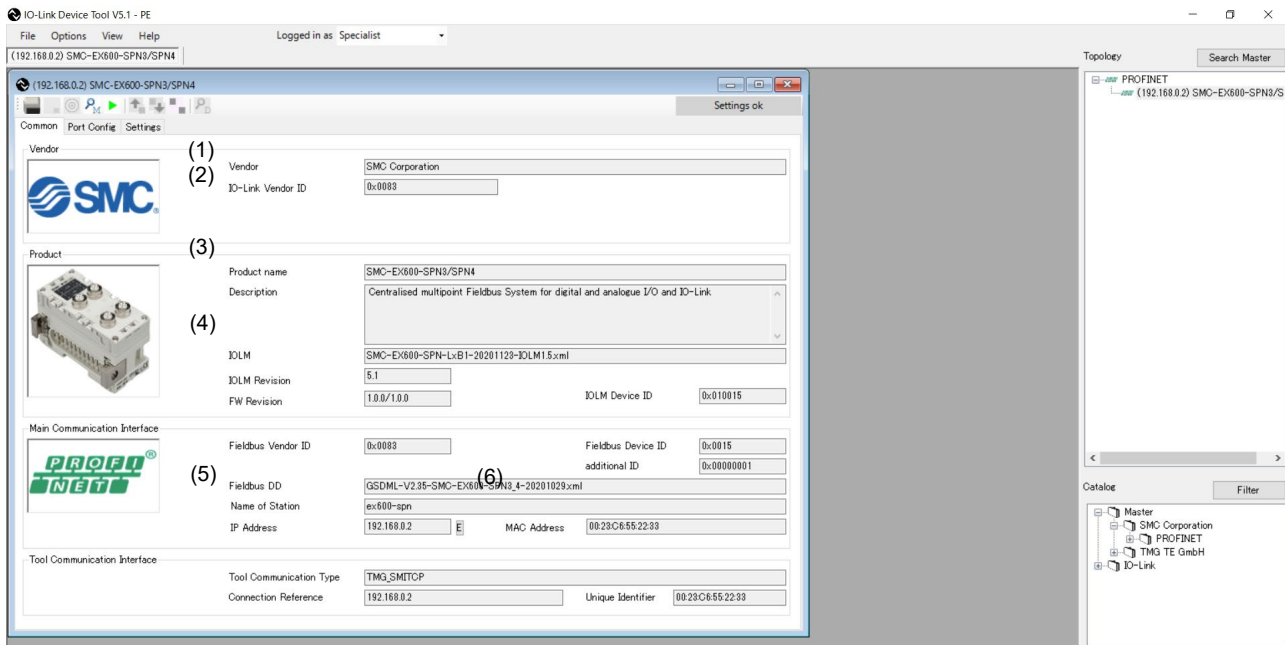 IO-Link Device Tool V5.1 - PE
File Options View Help Logged in as Specialist
(192.168.0.2) SMC-EX600-SPN3/SPN4
Topology Search Master
PROFINET
(192.168.0.2) SMC-EX600-SPN3/S
(192.168.0.2) SMC-EX600-SPN3/SPN4
Settings ok
Common Port Config Settings
Vendor
(1)
Vendor SMC Corporation
(2)
IO-Link Vendor ID 0x0083
SMC®
(3)
Product
Product name SMC-EX600-SPN3/SPN4
Description Centralised multipoint Fieldbus System for digital and analogue I/O and IO-Link
(4)
IOLM SMC-EX600-SPN-LxB1-20201123-IOLM1.5.xml
IOLM Revision 5.1
FW Revision 1.0.0/1.0.0 IOLM Device ID 0x010015
Main Communication Interface
Fieldbus Vendor ID 0x0083 Fieldbus Device ID 0x0015
additional ID 0x00000001
PROFI®
NET
(5)
(6)
Fieldbus DD GSDML-V2.35-SMC-EX600-SPN3_4-20201029.xml
Name of Station ex600-spn
IP Address 192.168.0.2 E MAC Address 00:23:C6:55:22:33
Tool Communication Interface
Tool Communication Type TMG_SMITCP
Connection Reference 192.168.0.2 Unique Identifier 00:23:C6:55:22:33
Catalog Filter
Master
SMC Corporation
PROFINET
TMG TE GmbH
IO-Link